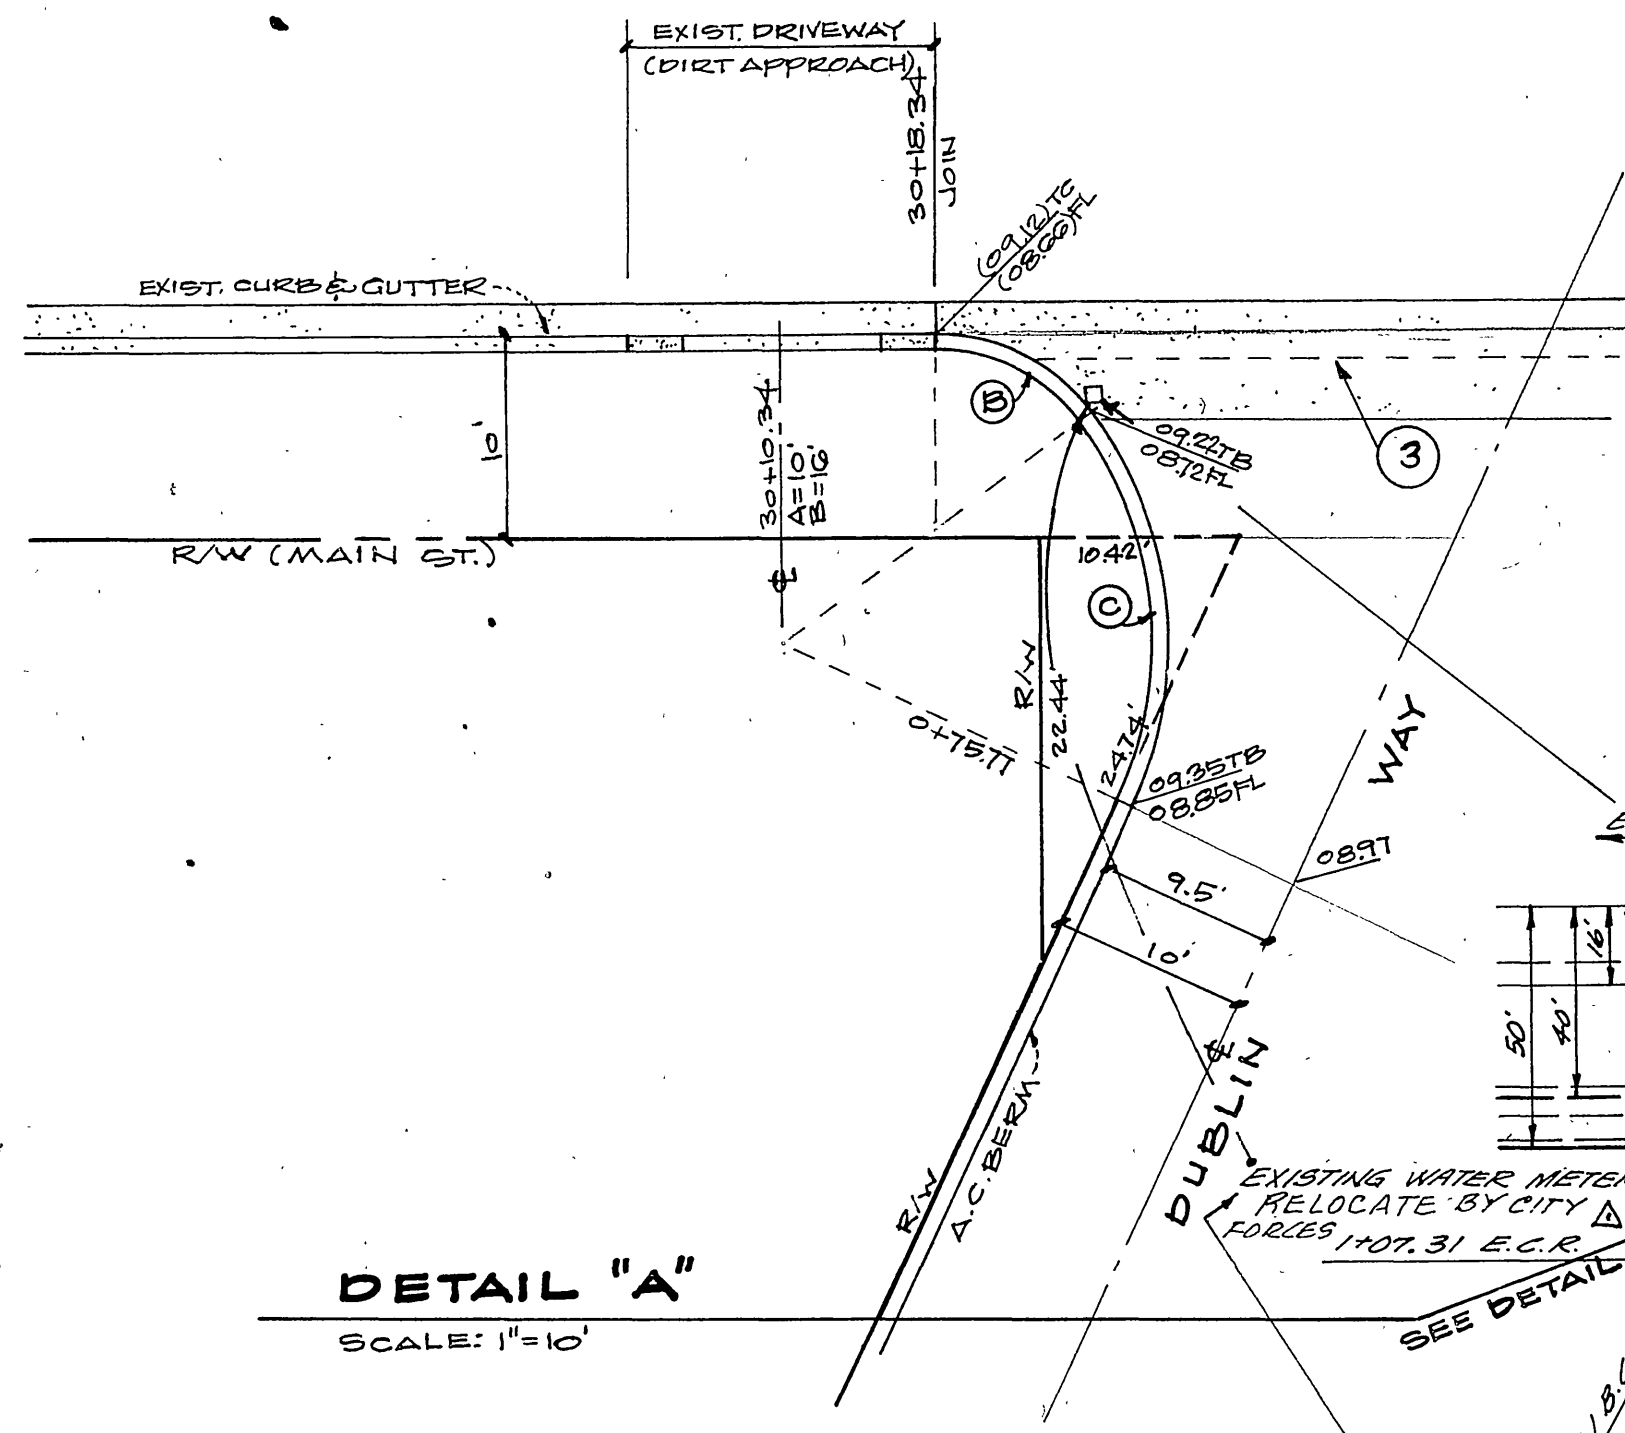 EXIST. DRIVEWAY
(DIRT APPROACH)
30+18.34
JOIN
(09.12) TC
(08.66) FL
EXIST. CURB & GUTTER
10'
30+10.34
A=10'
B=16'
B
09.22TB
08.72FL
3
R/W (MAIN ST.)
℄
10.42'
C
R/W
22.44'
24.74'
0+75.77
09.35TB
08.85FL
WAY
08.97
9.5'
10'
16'
40'
50'
℄
DUBLIN
A.C. BERM
R/W
EXISTING WATER METER
RELOCATE BY CITY
FORCES
1+07.31 E.C.R.
SEE DETAIL
DETAIL "A"
SCALE: 1"=10'